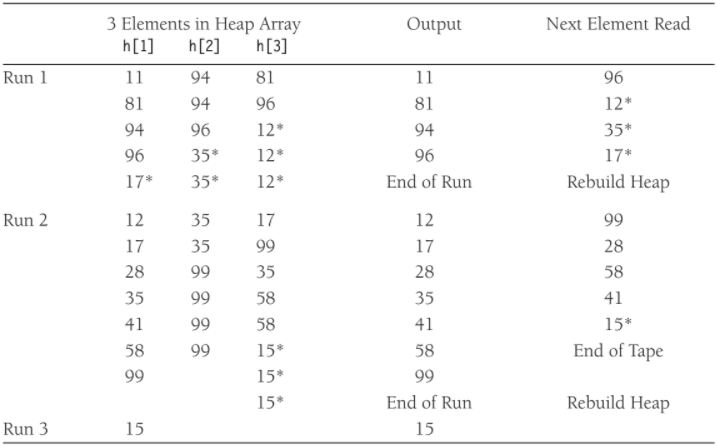 3 Elements in Heap Array Output Next Element Read
h[1] h[2] h[3]
Run 1 11 94 81 11 96
81 94 96 81 12*
94 96 12* 94 35*
96 35* 12* 96 17*
17* 35* 12* End of Run Rebuild Heap
Run 2 12 35 17 12 99
17 35 99 17 28
28 99 35 28 58
35 99 58 35 41
41 99 58 41 15*
58 99 15* 58 End of Tape
99 15* 99
15* End of Run Rebuild Heap
Run 3 15 15